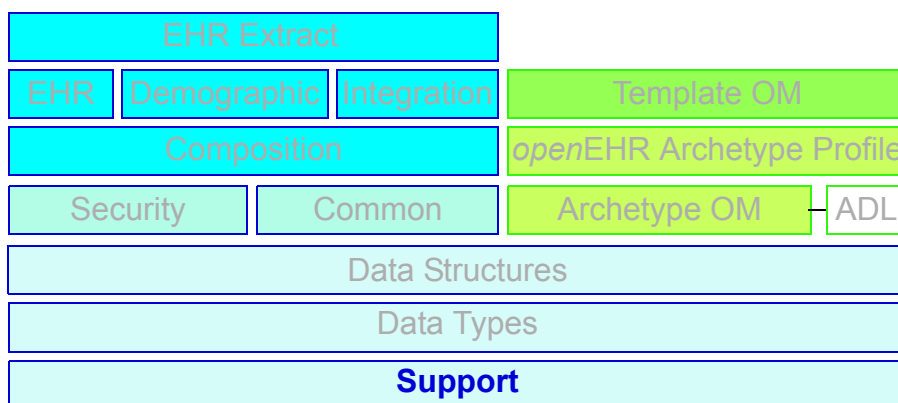 EHR Extract
EHR Demographic Integration Template OM
Composition openEHR Archetype Profile
Security Common Archetype OM ADL
Data Structures
Data Types
Support